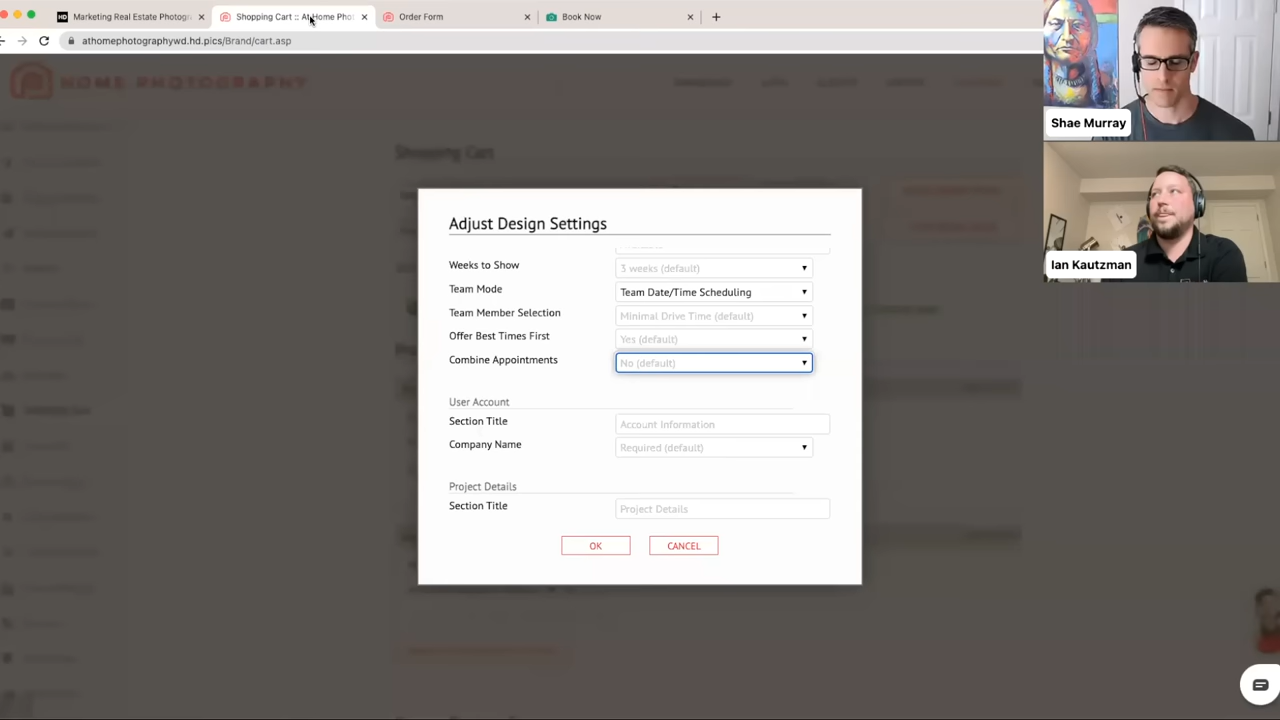 Marketing Real Estate Photogr
Shopping Cart :: At Home Phot
Order Form
Book Now
athomephotographywd.hd.pics/Brand/cart.asp
HOME PHOTOGRAPHY
Shopping Cart
Adjust Design Settings
Weeks to Show 3 weeks (default)
Team Mode Team Date/Time Scheduling
Team Member Selection Minimal Drive Time (default)
Offer Best Times First Yes (default)
Combine Appointments No (default)
User Account
Section Title Account Information
Company Name Required (default)
Project Details
Section Title Project Details
OK CANCEL
Shae Murray
Ian Kautzman